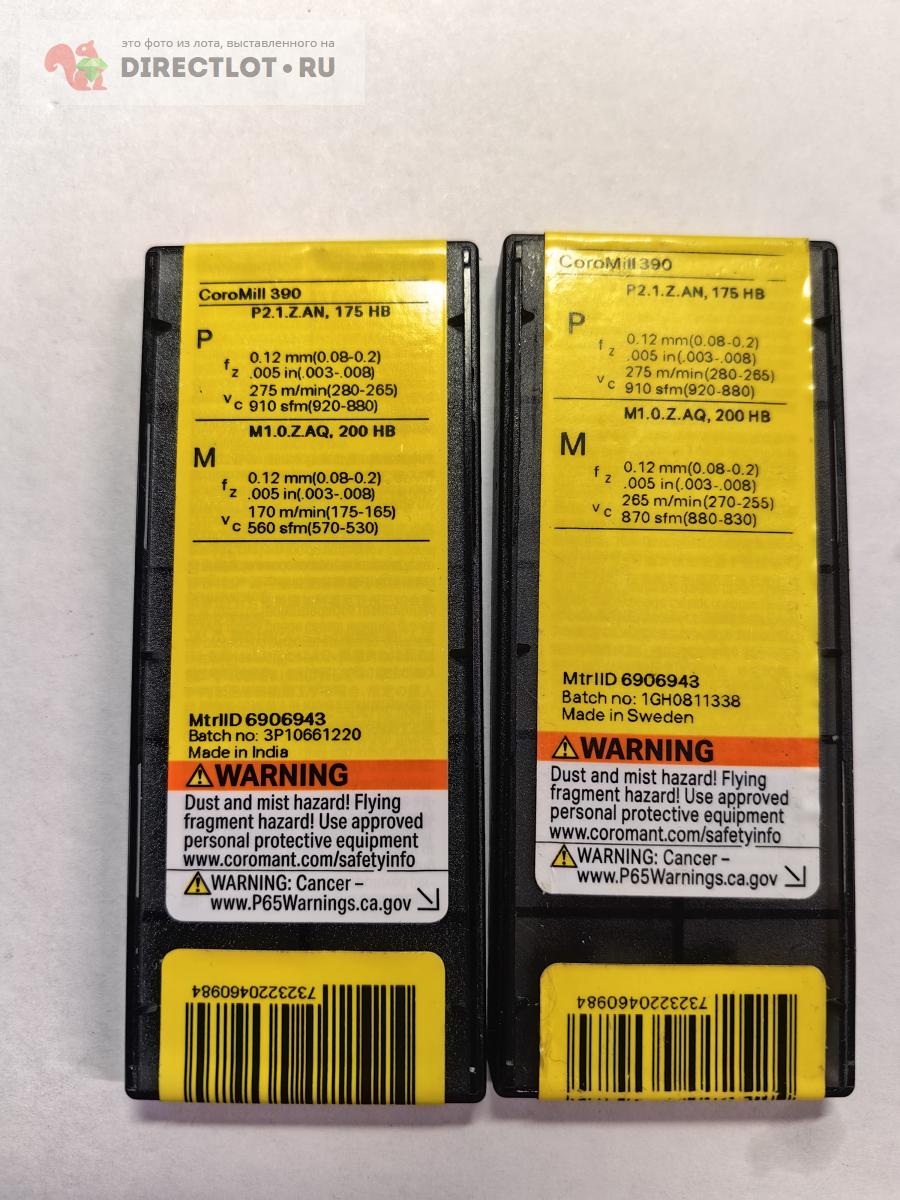 это фото из лота, выставленного на
DIRECTLOT•RU
CoroMill 390
P2.1.Z.AN, 175 HB
P
fz 0.12 mm(0.08-0.2)
.005 in(.003-.008)
vc 275 m/min(280-265)
910 sfm(920-880)
M1.0.Z.AQ, 200 HB
M
fz 0.12 mm(0.08-0.2)
.005 in(.003-.008)
vc 170 m/min(175-165)
560 sfm(570-530)
MtrlID 6906943
Batch no: 3P10661220
Made in India
WARNING
Dust and mist hazard! Flying
fragment hazard! Use approved
personal protective equipment
www.coromant.com/safetyinfo
WARNING: Cancer –
www.P65Warnings.ca.gov
7323220460984
CoroMill 390
P2.1.Z.AN, 175 HB
P
fz 0.12 mm(0.08-0.2)
.005 in(.003-.008)
vc 275 m/min(280-265)
910 sfm(920-880)
M1.0.Z.AQ, 200 HB
M
fz 0.12 mm(0.08-0.2)
.005 in(.003-.008)
vc 265 m/min(270-255)
870 sfm(880-830)
MtrlID 6906943
Batch no: 1GH0811338
Made in Sweden
WARNING
Dust and mist hazard! Flying
fragment hazard! Use approved
personal protective equipment
www.coromant.com/safetyinfo
WARNING: Cancer –
www.P65Warnings.ca.gov
7323220460984